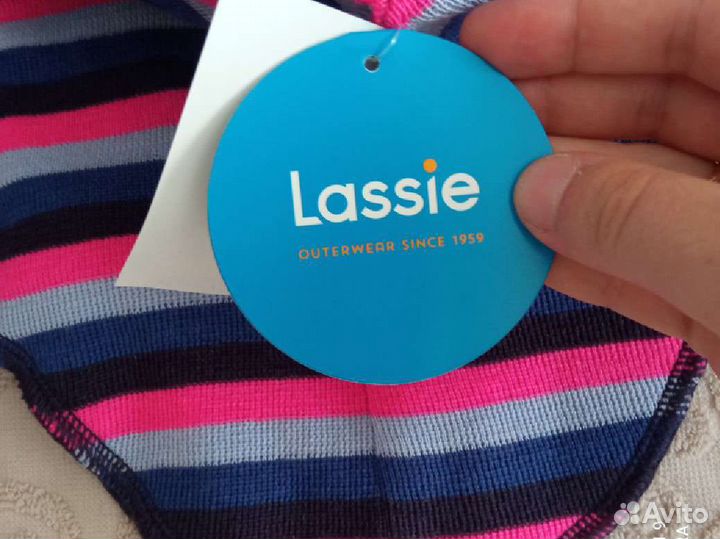 Lassie
OUTERWEAR SINCE 1959
Avito